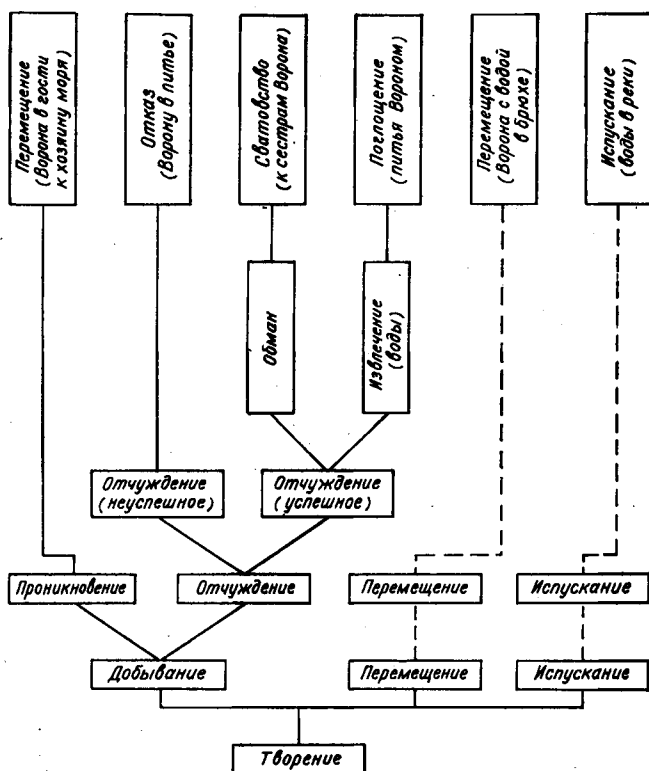 Перемещение
(Ворона в гости
к хозяину моря)
Отказ
(Ворону в питье)
Сватовство
(к сестрам Ворона)
Поглощение
(питья Вороном)
Перемещение
(Ворона с водой
в брюхе)
Испускание
(воды в реки)
Обман
Извлечение
(воды)
Отчуждение
(неуспешное)
Отчуждение
(успешное)
Проникновение
Отчуждение
Перемещение
Испускание
Добывание
Перемещение
Испускание
Творение